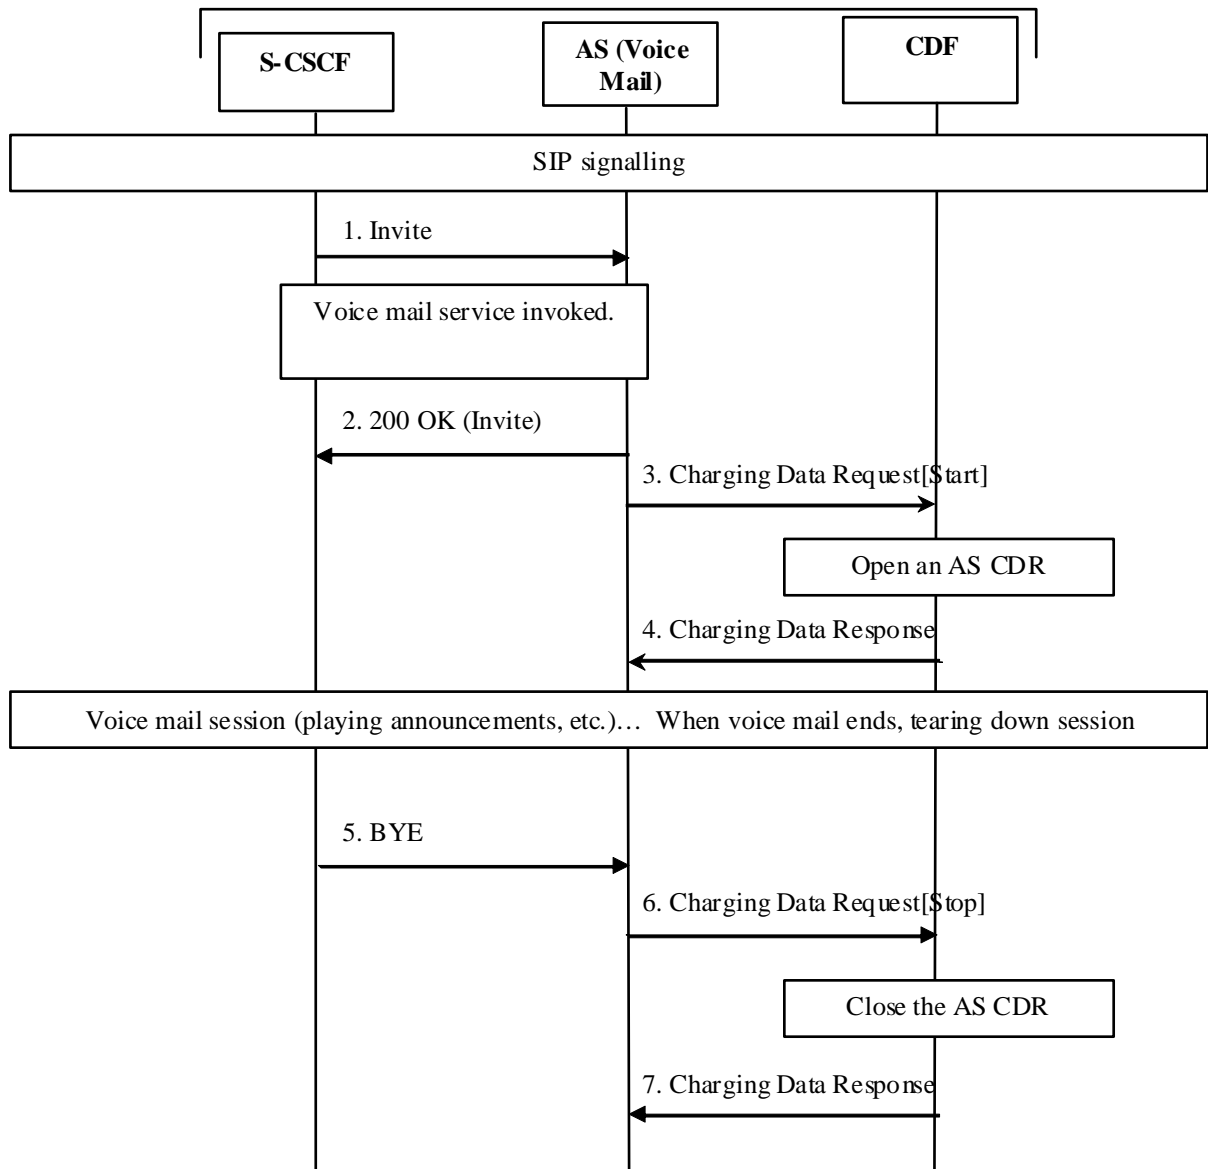 S-CSCF
AS (Voice
Mail)
CDF
SIP signalling
1. Invite
Voice mail service invoked.
2. 200 OK (Invite)
3. Charging Data Request[Start]
Open an AS CDR
4. Charging Data Response
Voice mail session (playing announcements, etc.)… When voice mail ends, tearing down session
5. BYE
6. Charging Data Request[Stop]
Close the AS CDR
7. Charging Data Response